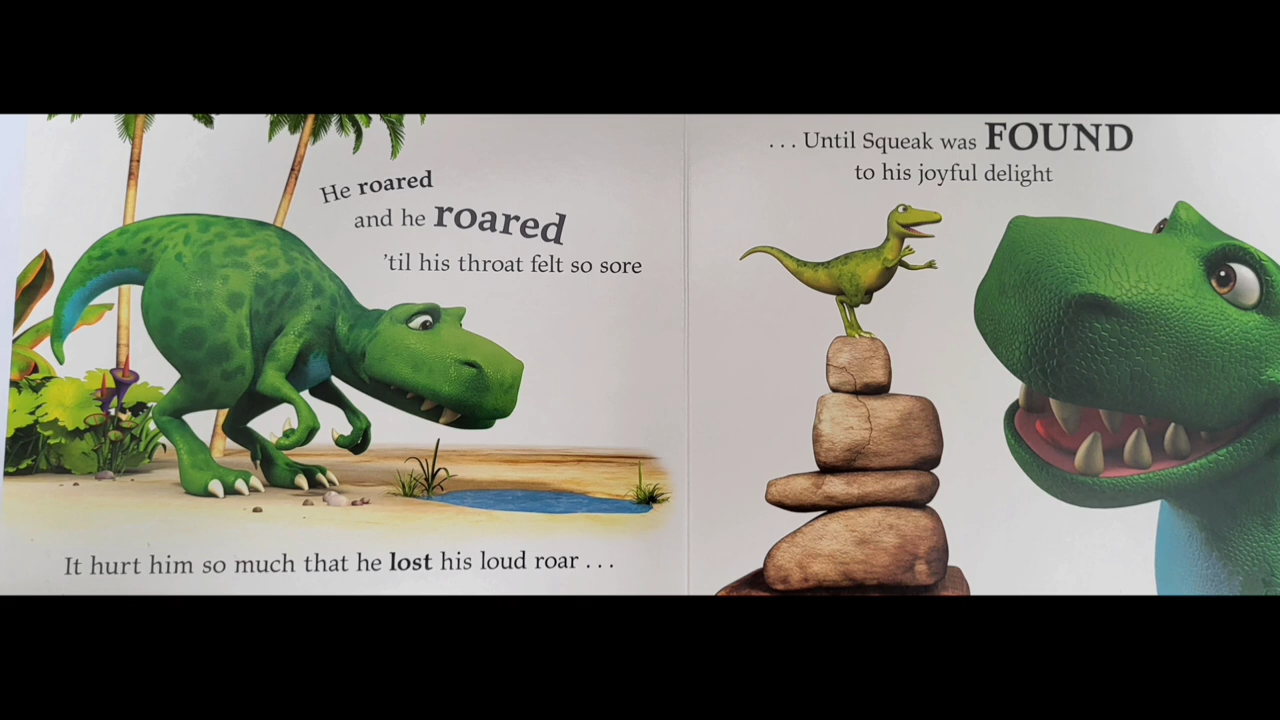 He roared
and he roared
'til his throat felt so sore
It hurt him so much that he lost his loud roar . . .
. . . Until Squeak was FOUND
to his joyful delight